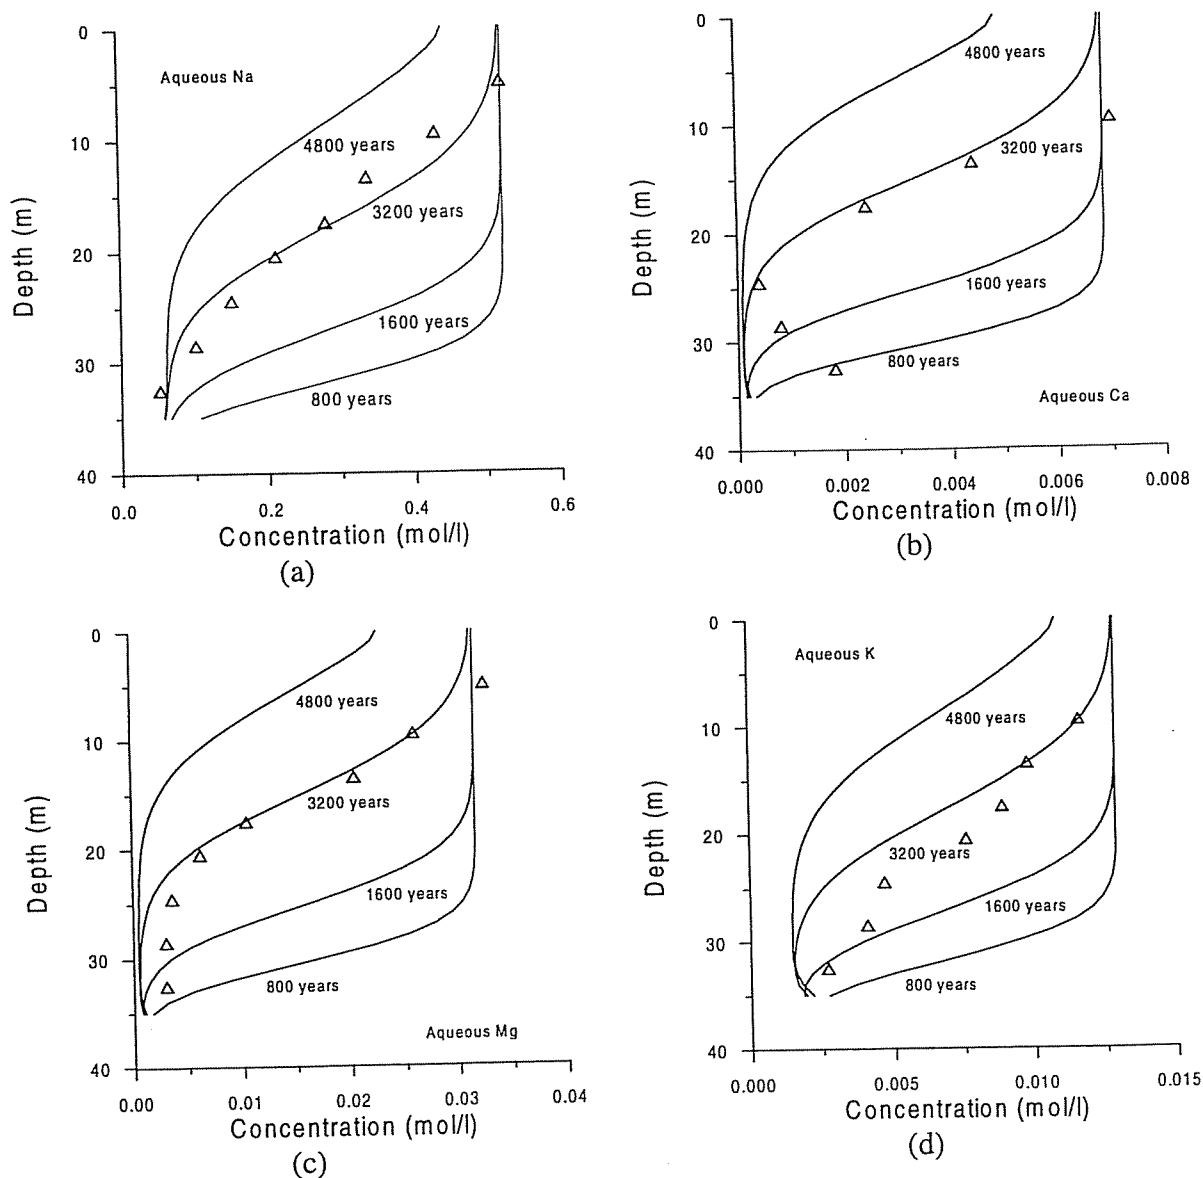 0
Aqueous Na
4800 years
10
3200 years
20
1600 years
30
800 years
40
0.0
0.2
0.4
0.6
Depth (m)
Concentration (mol/l)
(a)
0
4800 years
10
3200 years
20
1600 years
30
800 years
Aqueous Ca
40
0.000
0.002
0.004
0.006
0.008
Depth (m)
Concentration (mol/l)
(b)
0
4800 years
10
3200 years
20
1600 years
30
800 years
Aqueous Mg
40
0.00
0.01
0.02
0.03
0.04
Depth (m)
Concentration (mol/l)
(c)
0
Aqueous K
4800 years
10
20
3200 years
1600 years
30
800 years
40
0.000
0.005
0.010
0.015
Depth (m)
Concentration (mol/l)
(d)